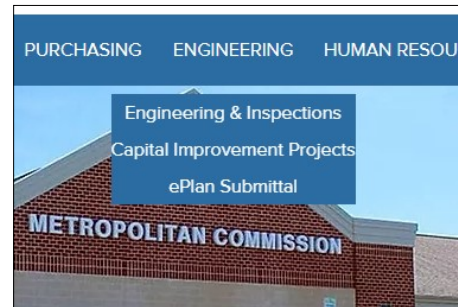 PURCHASING ENGINEERING HUMAN RESOU
Engineering & Inspections
Capital Improvement Projects
ePlan Submittal
METROPOLITAN COMMISSION